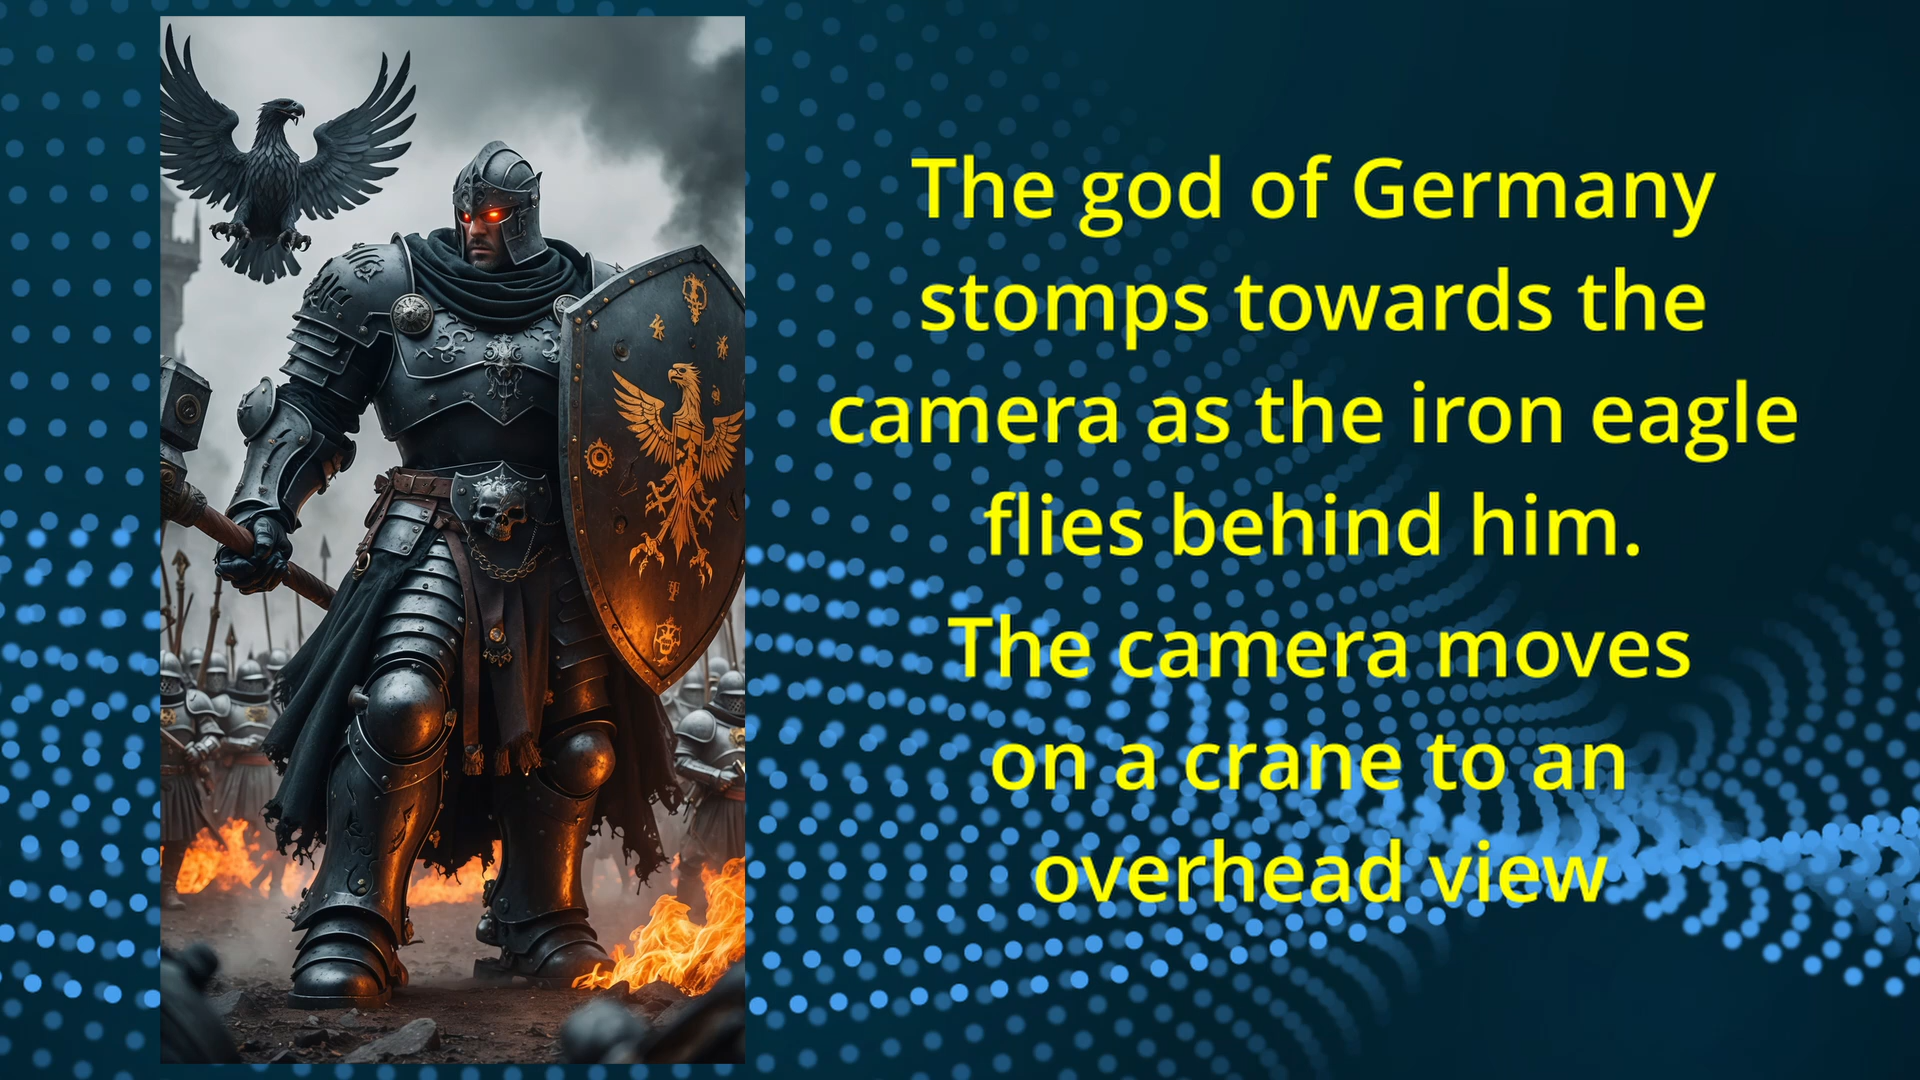 The god of Germany
stomps towards the
camera as the iron eagle
flies behind him.
The camera moves
on a crane to an
overhead view